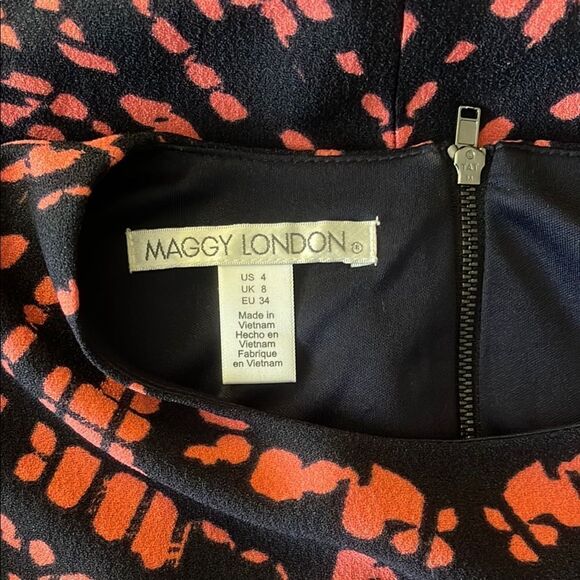 MAGGY LONDON®
US 4
UK 8
EU 34
Made in
Vietnam
Hecho en
Vietnam
Fabrique
en Vietnam